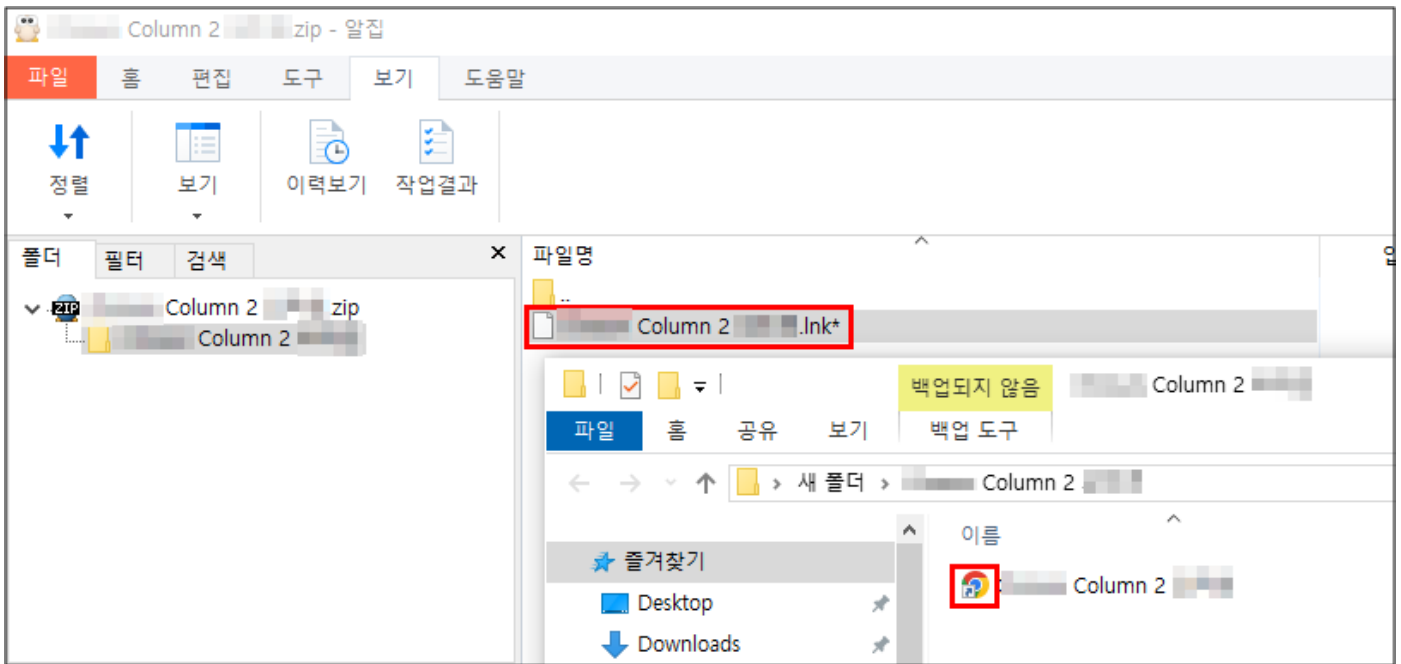 Column 2 zip - 알집
파일 홈 편집 도구 보기 도움말
정렬 보기 이력보기 작업결과
폴더 필터 검색 파일명
ZIP Column 2 zip
..
Column 2 .lnk*
Column 2
백업되지 않음 Column 2
파일 홈 공유 보기 백업 도구
새 폴더 Column 2
이름
즐겨찾기
Column 2
Desktop
Downloads